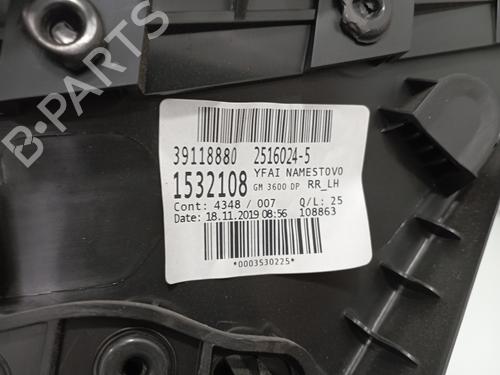 39118880 2516024-5
1532108 YFAI NAMESTOVO
GM 3600 DP RR_LH
Cont: 4348 / 007 Q/L: 25
Date: 18.11.2019 08:56 108863
*0003530225*
B-PARTS